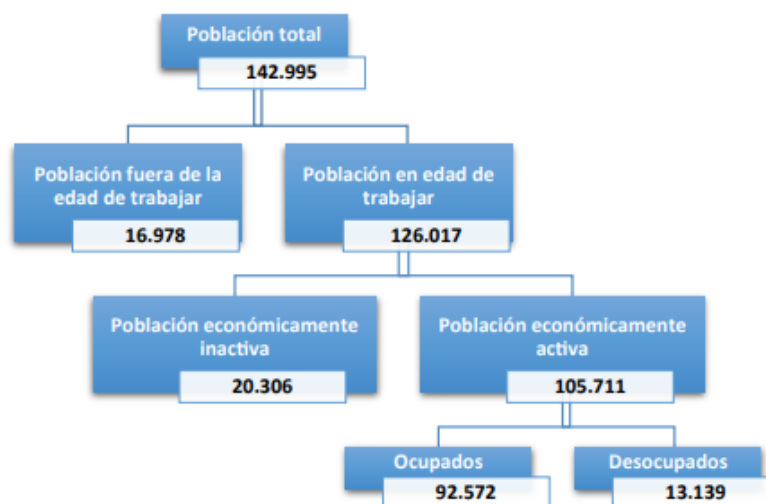 Población total
142.995
Población fuera de la
edad de trabajar
16.978
Población en edad de
trabajar
126.017
Población económicamente
inactiva
20.306
Población económicamente
activa
105.711
Ocupados
92.572
Desocupados
13.139